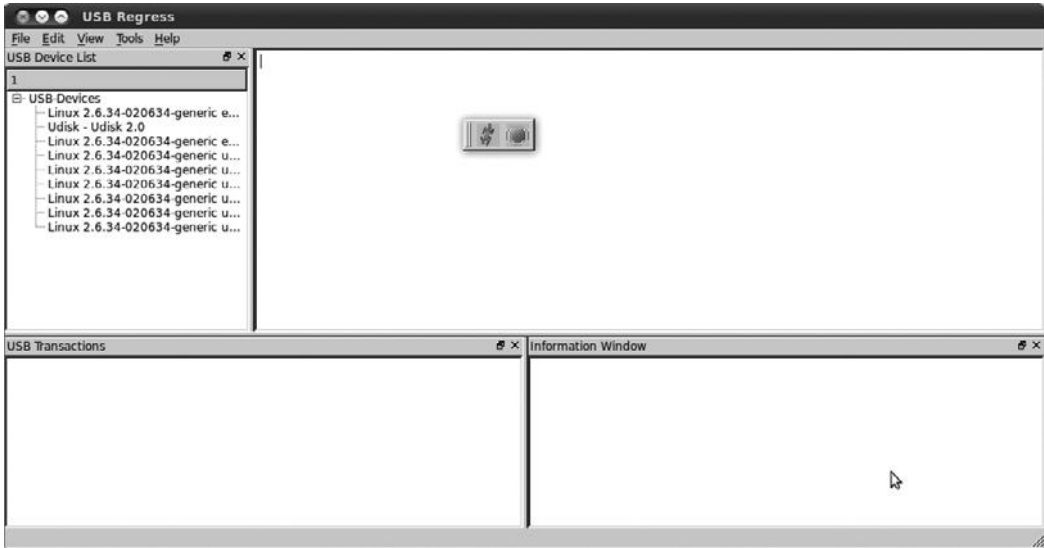 USB Regress
File Edit View Tools Help
USB Device List
1
USB-Devices
Linux 2.6.34-020634-generic e...
Udisk - Udisk 2.0
Linux 2.6.34-020634-generic e...
Linux 2.6.34-020634-generic u...
Linux 2.6.34-020634-generic u...
Linux 2.6.34-020634-generic u...
Linux 2.6.34-020634-generic u...
Linux 2.6.34-020634-generic u...
Linux 2.6.34-020634-generic u...
USB Transactions
Information Window